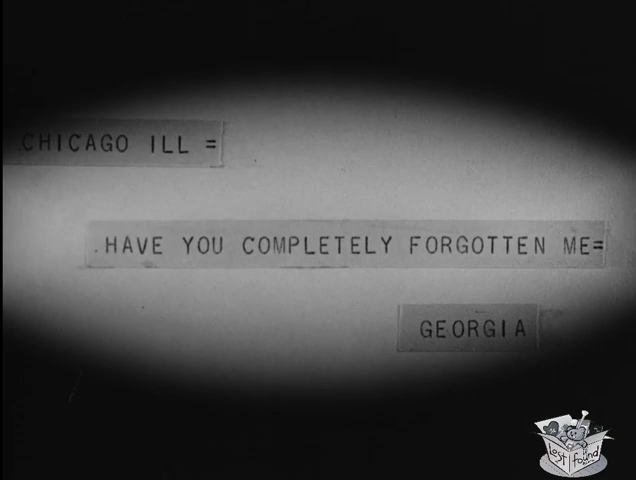 CHICAGO ILL =
.HAVE YOU COMPLETELY FORGOTTEN ME=
GEORGIA
lost found